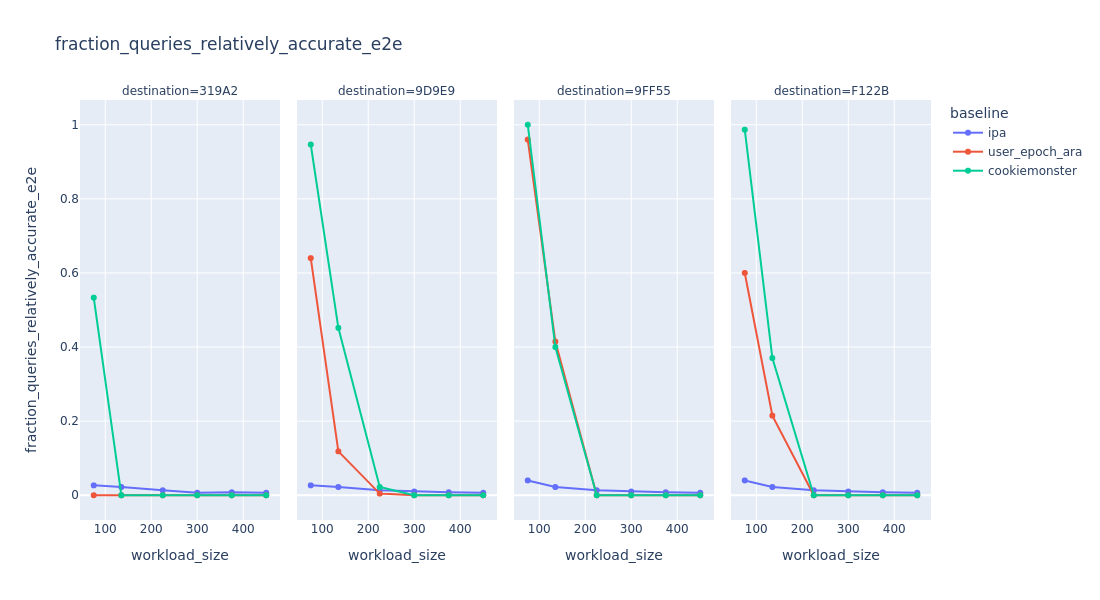 fraction_queries_relatively_accurate_e2e
destination=319A2
destination=9D9E9
destination=9FF55
destination=F122B
baseline
ipa
user_epoch_ara
cookiemonster
fraction_queries_relatively_accurate_e2e
1
0.8
0.6
0.4
0.2
0
100 200 300 400
100 200 300 400
100 200 300 400
100 200 300 400
workload_size
workload_size
workload_size
workload_size